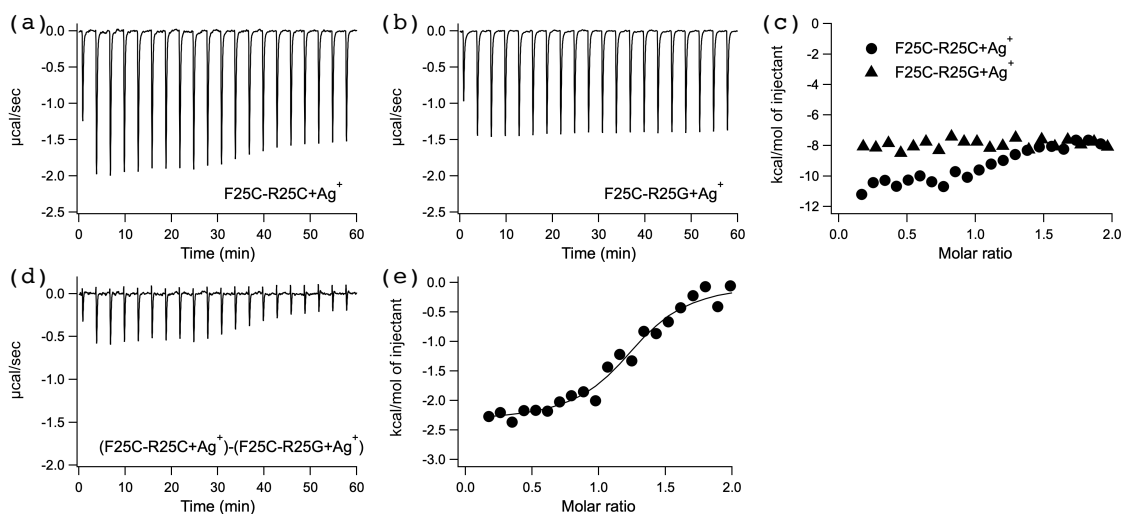 (a)
0.0
-0.5
-1.0
-1.5
-2.0
-2.5
µcal/sec
F25C-R25C+Ag+
0 10 20 30 40 50 60
Time (min)
(b)
0.0
-0.5
-1.0
-1.5
-2.0
-2.5
µcal/sec
F25C-R25G+Ag+
0 10 20 30 40 50 60
Time (min)
(c)
0
-2
-4
-6
-8
-10
-12
kcal/mol of injectant
F25C-R25C+Ag+
F25C-R25G+Ag+
0.0 0.5 1.0 1.5 2.0
Molar ratio
(d)
0.0
-0.5
-1.0
-1.5
-2.0
µcal/sec
(F25C-R25C+Ag+)-(F25C-R25G+Ag+)
0 10 20 30 40 50 60
Time (min)
(e)
0.0
-0.5
-1.0
-1.5
-2.0
-2.5
-3.0
kcal/mol of injectant
0.0 0.5 1.0 1.5 2.0
Molar ratio